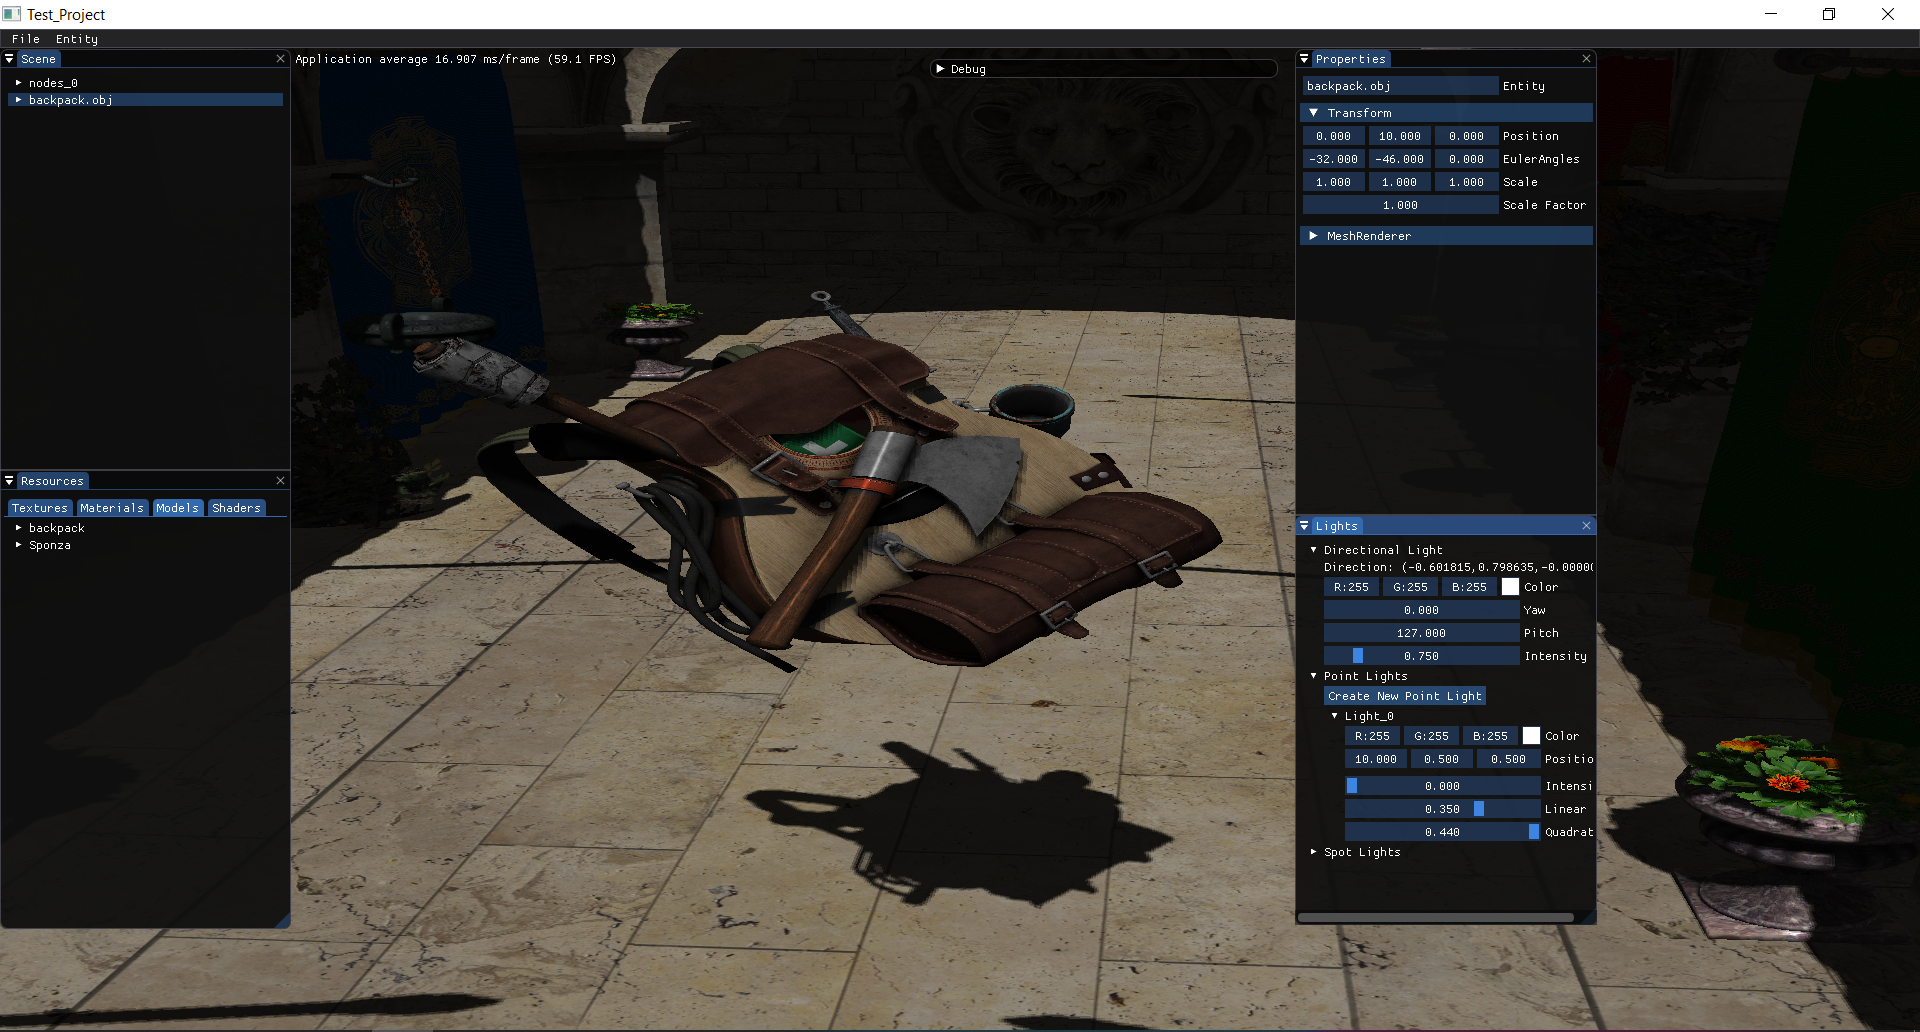 Test_Project
File Entity
Scene
nodes_0
backpack.obj
Application average 16.907 ms/frame (59.1 FPS)
Debug
Properties
backpack.obj Entity
Transform
0.000 10.000 0.000 Position
-32.000 -46.000 0.000 EulerAngles
1.000 1.000 1.000 Scale
1.000 Scale Factor
MeshRenderer
Resources
Textures Materials Models Shaders
backpack
Sponza
Lights
Directional Light
Direction: (-0.601815,0.798635,-0.0000
R:255 G:255 B:255 Color
0.000 Yaw
127.000 Pitch
0.750 Intensity
Point Lights
Create New Point Light
Light_0
R:255 G:255 B:255 Color
10.000 0.500 0.500 Positio
0.000 Intensi
0.350 Linear
0.440 Quadrat
Spot Lights